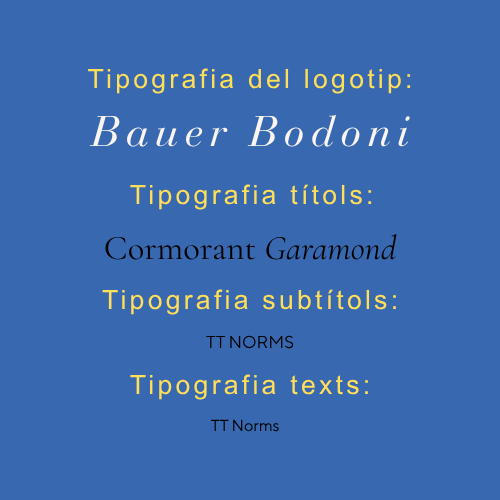 Tipografia del logotip:
Bauer Bodoni
Tipografia títols:
Cormorant Garamond
Tipografia subtítols:
TT NORMS
Tipografia texts:
TT Norms